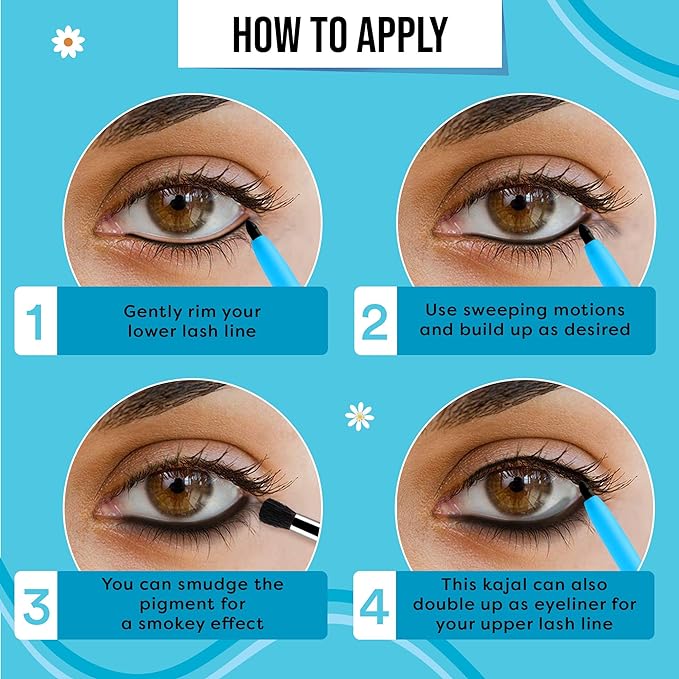 HOW TO APPLY
1
Gently rim your
lower lash line
2
Use sweeping motions
and build up as desired
3
You can smudge the
pigment for
a smokey effect
4
This kajal can also
double up as eyeliner for
your upper lash line